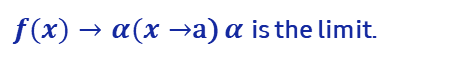 f(x) → α(x →a) α is the limit.